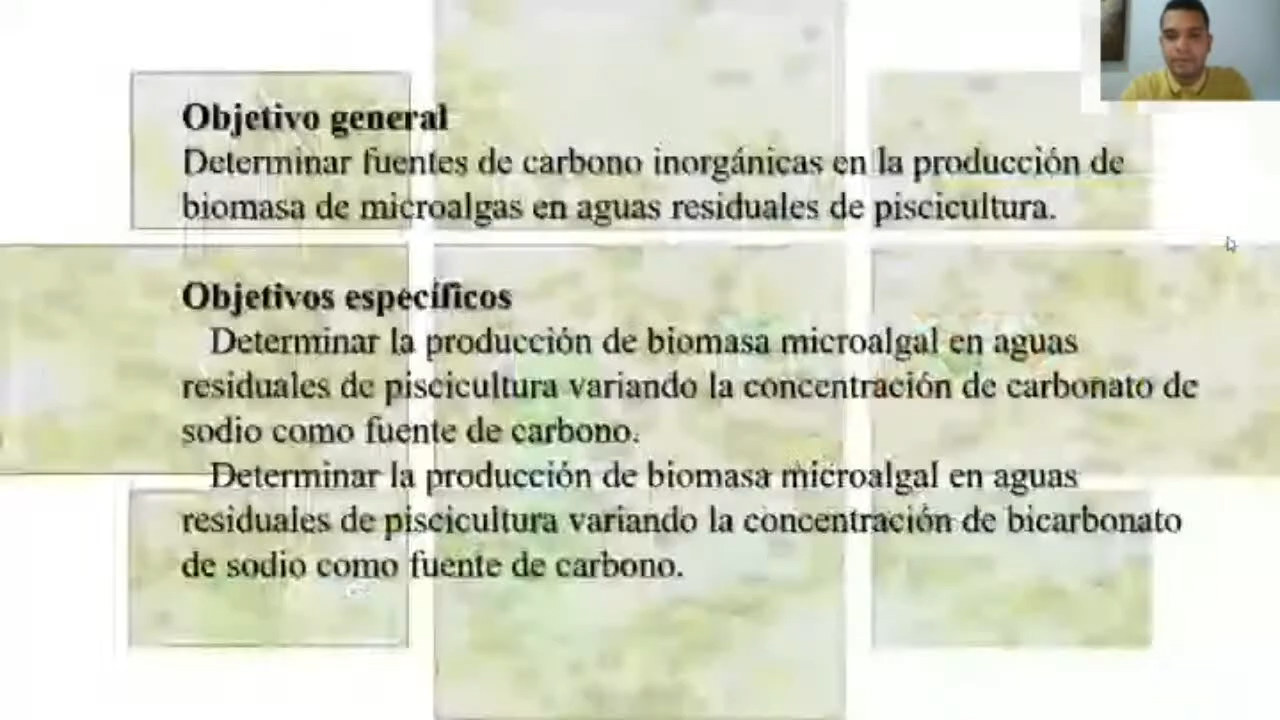 Objetivo general
Determinar fuentes de carbono inorgánicas en la producción de
biomasa de microalgas en aguas residuales de piscicultura.
Objetivos específicos
Determinar la producción de biomasa microalgal en aguas
residuales de piscicultura variando la concentración de carbonato de
sodio como fuente de carbono.
Determinar la producción de biomasa microalgal en aguas
residuales de piscicultura variando la concentración de bicarbonato
de sodio como fuente de carbono.